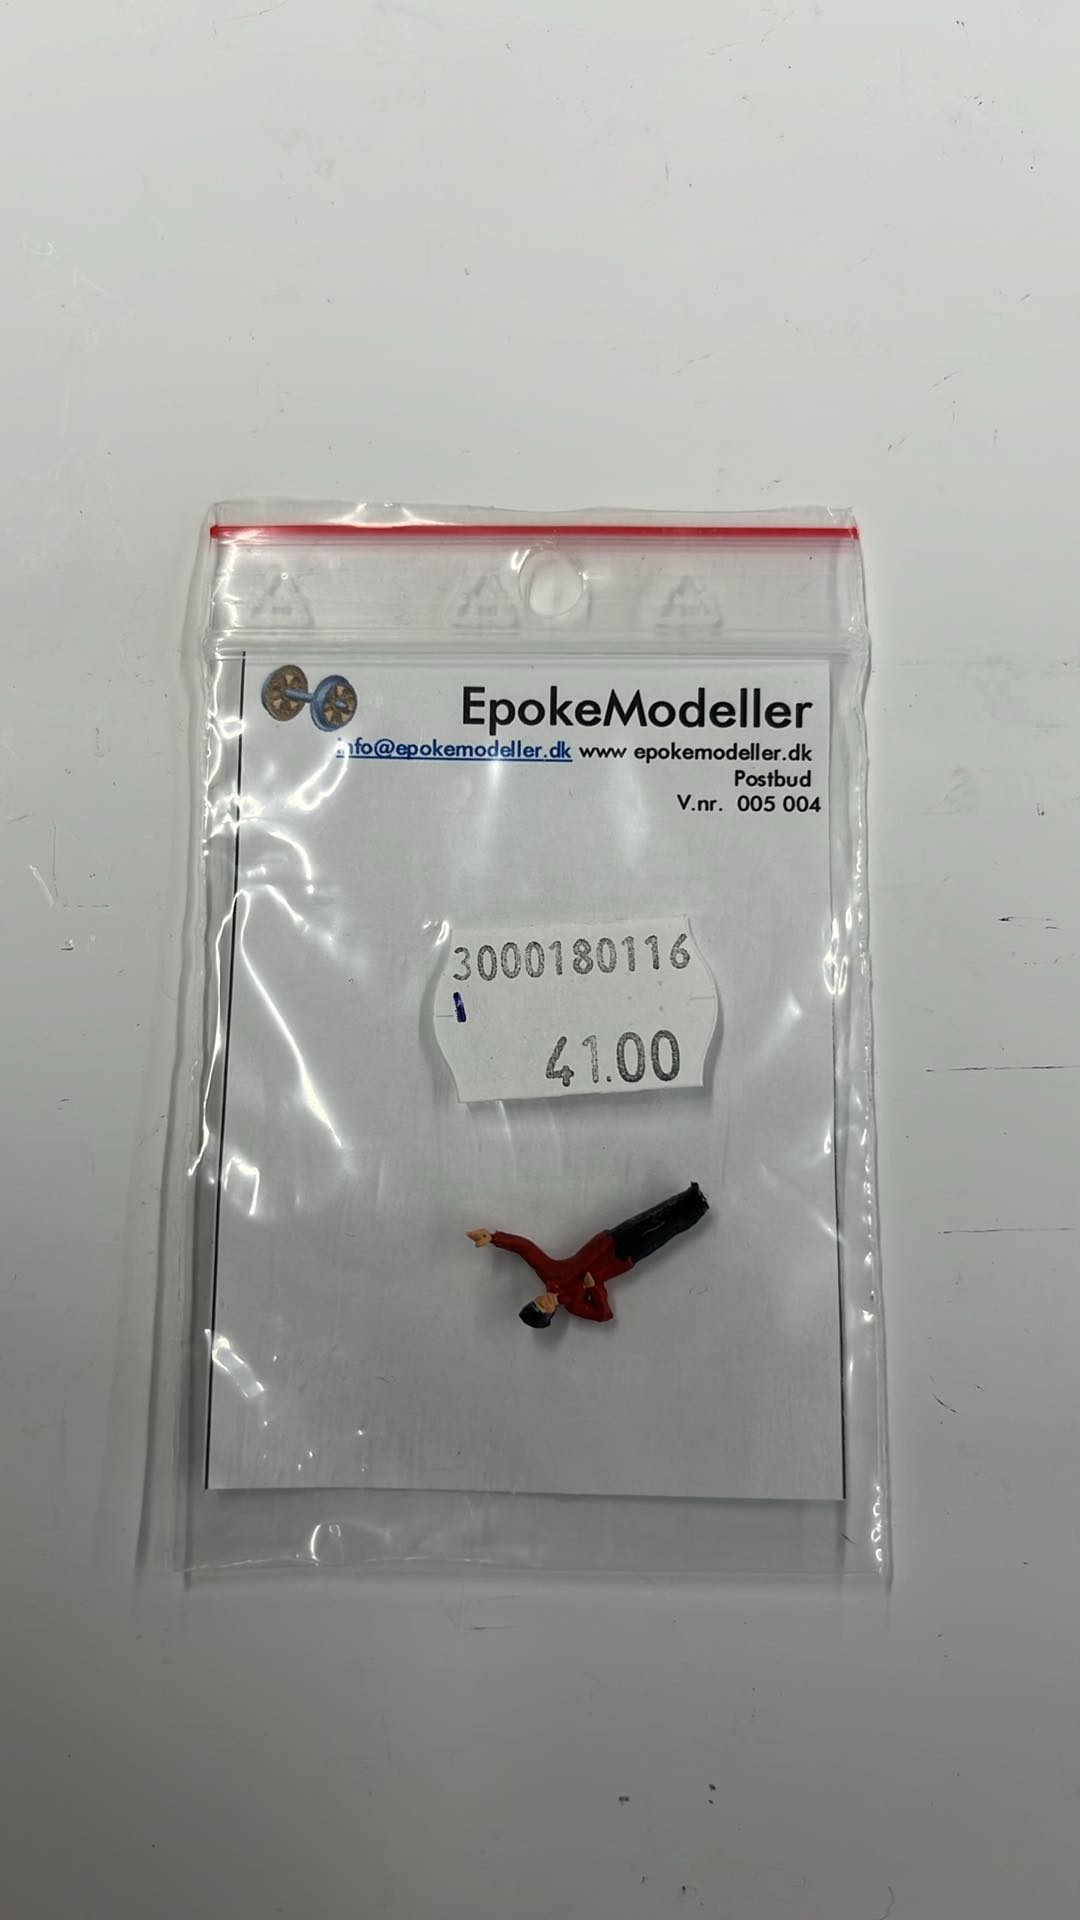 EpokeModeller
info@epokemodeller.dk www epokemodeller.dk
Postbud
V.nr. 005 004
3000180116
41.00